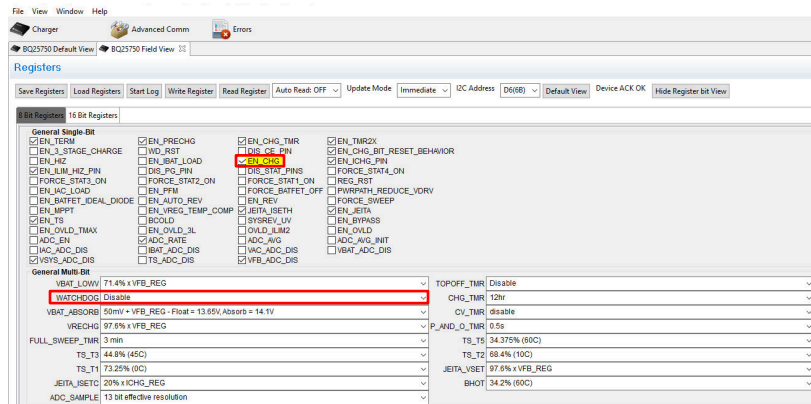 File View Window Help
Charger Advanced Comm Errors
BQ25750 Default View BQ25750 Field View
Registers
Save Registers Load Registers Start Log Write Register Read Register Auto Read: OFF Update Mode Immediate I2C Address D6(6B) Default View Device ACK OK Hide Register bit View
8 Bit Registers 16 Bit Registers
General Single-Bit
EN_TERM EN_PRECHG EN_CHG_TMR EN_TMR2X
EN_3_STAGE_CHARGE WD_RST DIS_CE_PIN EN_CHG_BIT_RESET_BEHAVIOR
EN_HIZ EN_IBAT_LOAD EN_CHG EN_ICHG_PIN
EN_ILIM_HIZ_PIN DIS_PG_PIN DIS_STAT_PINS FORCE_STAT4_ON
FORCE_STAT3_ON FORCE_STAT2_ON FORCE_STAT1_ON REG_RST
EN_IAC_LOAD EN_PFM FORCE_BATFET_OFF PWRPATH_REDUCE_VDRV
EN_BATFET_IDEAL_DIODE EN_AUTO_REV EN_REV FORCE_SWEEP
EN_MPPT EN_VREG_TEMP_COMP JEITA_ISETH EN_JEITA
EN_TS BCOLD SYSREV_UV EN_BYPASS
EN_OVLD_TMAX EN_OVLD_3L OVLD_ILIM2 EN_OVLD
ADC_EN ADC_RATE ADC_AVG ADC_AVG_INIT
IAC_ADC_DIS IBAT_ADC_DIS VAC_ADC_DIS VBAT_ADC_DIS
VSYS_ADC_DIS TS_ADC_DIS VFB_ADC_DIS
General Multi-Bit
VBAT_LOWV 71.4% x VFB_REG TOPOFF_TMR Disable
WATCHDOG Disable CHG_TMR 12hr
VBAT_ABSORB 50mV + VFB_REG - Float = 13.65V, Absorb = 14.1V CV_TMR disable
VRECHG 97.6% x VFB_REG P_AND_O_TMR 0.5s
FULL_SWEEP_TMR 3 min TS_T5 34.375% (60C)
TS_T3 44.8% (45C) TS_T2 68.4% (10C)
TS_T1 73.25% (0C) JEITA_VSET 97.6% x VFB_REG
JEITA_ISETC 20% x ICHG_REG BHOT 34.2% (60C)
ADC_SAMPLE 13 bit effective resolution